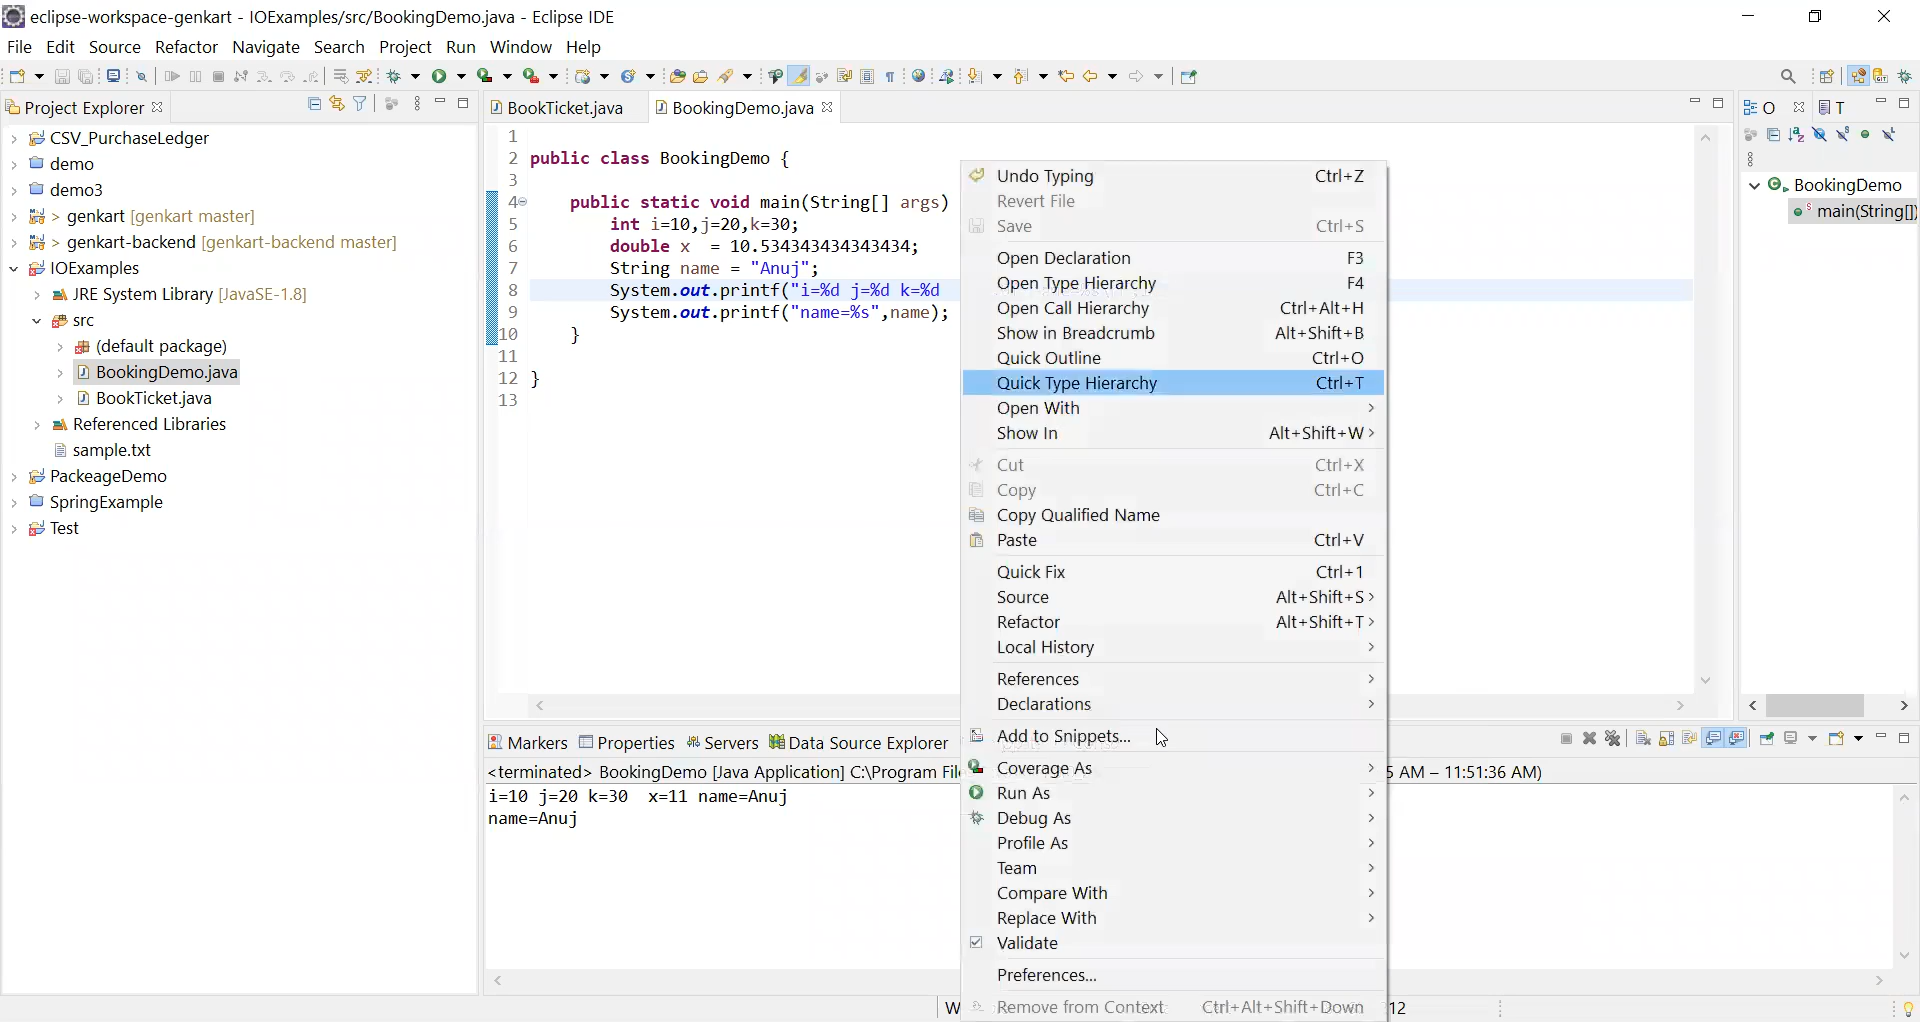 eclipse-workspace-genkart - IOExamples/src/BookingDemo.java - Eclipse IDE
File Edit Source Refactor Navigate Search Project Run Window Help
Project Explorer
CSV_PurchaseLedger
demo
demo3
> genkart [genkart master]
> genkart-backend [genkart-backend master]
IOExamples
JRE System Library [JavaSE-1.8]
src
(default package)
BookingDemo.java
BookTicket.java
Referenced Libraries
sample.txt
PackeageDemo
SpringExample
Test
BookTicket.java BookingDemo.java
1
2 public class BookingDemo {
3
4 public static void main(String[] args)
5 int i=10,j=20,k=30;
6 double x = 10.534343434343434;
7 String name = "Anuj";
8 System.out.printf("i=%d j=%d k=%d
9 System.out.printf("name=%s",name);
10 }
11
12 }
13
Undo Typing Ctrl+Z
Revert File
Save Ctrl+S
Open Declaration F3
Open Type Hierarchy F4
Open Call Hierarchy Ctrl+Alt+H
Show in Breadcrumb Alt+Shift+B
Quick Outline Ctrl+O
Quick Type Hierarchy Ctrl+T
Open With
Show In Alt+Shift+W
Cut Ctrl+X
Copy Ctrl+C
Copy Qualified Name
Paste Ctrl+V
Quick Fix Ctrl+1
Source Alt+Shift+S
Refactor Alt+Shift+T
Local History
References
Declarations
Add to Snippets...
Coverage As
Run As
Debug As
Profile As
Team
Compare With
Replace With
Validate
Preferences...
Remove from Context Ctrl+Alt+Shift+Down
O T
BookingDemo
main(String[])
Markers Properties Servers Data Source Explorer
<terminated> BookingDemo [Java Application] C:\Program File 5 AM – 11:51:36 AM)
i=10 j=20 k=30 x=11 name=Anuj
name=Anuj
W 12